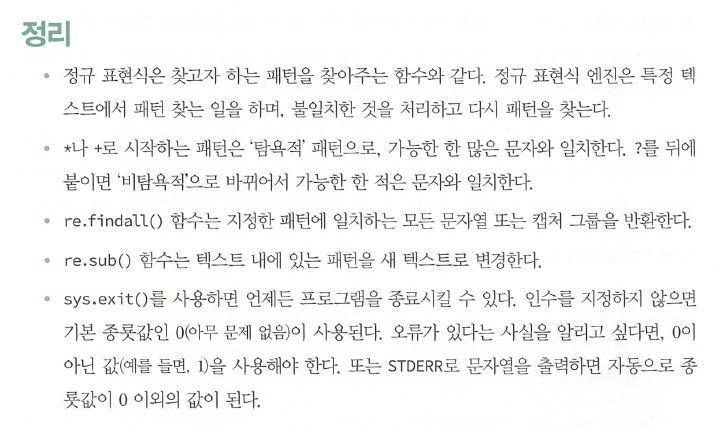 정리
• 정규 표현식은 찾고자 하는 패턴을 찾아주는 함수와 같다. 정규 표현식 엔진은 특정 텍
스트에서 패턴 찾는 일을 하며, 불일치한 것을 처리하고 다시 패턴을 찾는다.
• *나 +로 시작하는 패턴은 ‘탐욕적’ 패턴으로, 가능한 한 많은 문자와 일치한다. ?를 뒤에
붙이면 ‘비탐욕적’으로 바뀌어서 가능한 한 적은 문자와 일치한다.
• re.findall() 함수는 지정한 패턴에 일치하는 모든 문자열 또는 캡처 그룹을 반환한다.
• re.sub() 함수는 텍스트 내에 있는 패턴을 새 텍스트로 변경한다.
• sys.exit()를 사용하면 언제든 프로그램을 종료시킬 수 있다. 인수를 지정하지 않으면
기본 종룟값인 0(아무 문제 없음)이 사용된다. 오류가 있다는 사실을 알리고 싶다면, 0이
아닌 값(예를 들면, 1)을 사용해야 한다. 또는 STDERR로 문자열을 출력하면 자동으로 종
룟값이 0 이외의 값이 된다.